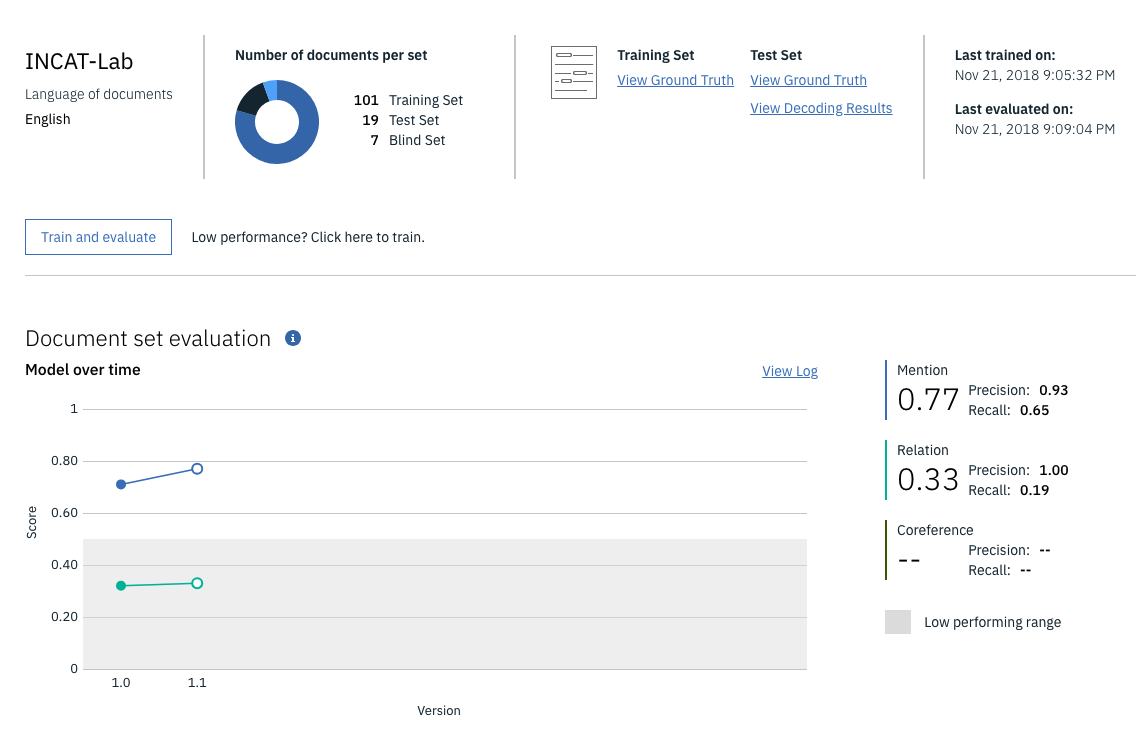 INCAT-Lab
Language of documents
English
Number of documents per set
101 Training Set
19 Test Set
7 Blind Set
Training Set
View Ground Truth
Test Set
View Ground Truth
View Decoding Results
Last trained on:
Nov 21, 2018 9:05:32 PM
Last evaluated on:
Nov 21, 2018 9:09:04 PM
Train and evaluate
Low performance? Click here to train.
Document set evaluation
Model over time
View Log
1
0.80
0.60
0.40
0.20
0
Score
1.0 1.1
Version
Mention
0.77
Precision: 0.93
Recall: 0.65
Relation
0.33
Precision: 1.00
Recall: 0.19
Coreference
--
Precision: --
Recall: --
Low performing range